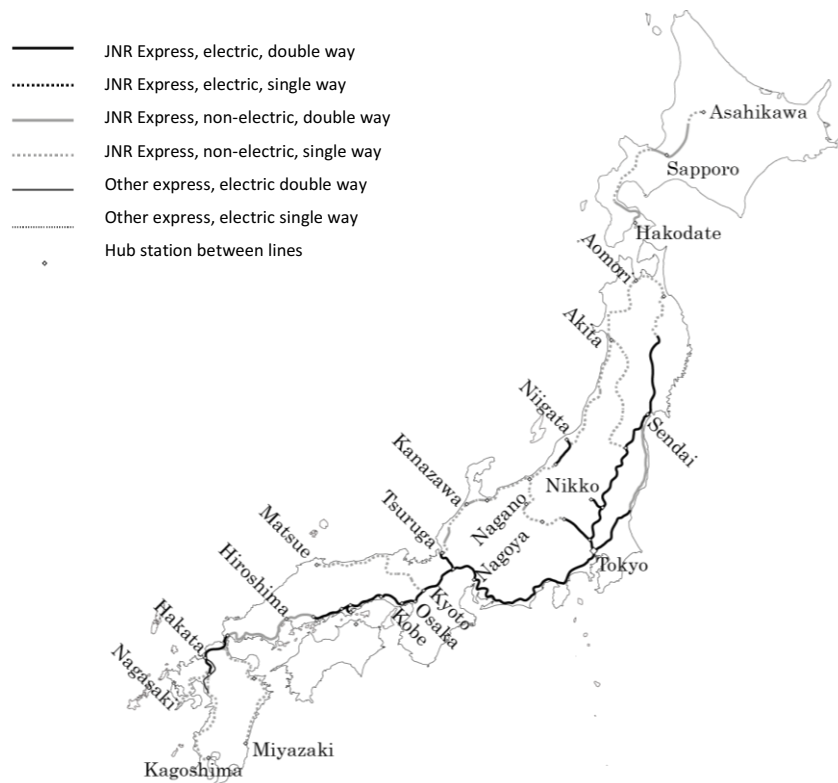 JNR Express, electric, double way
JNR Express, electric, single way
JNR Express, non-electric, double way
JNR Express, non-electric, single way
Other express, electric double way
Other express, electric single way
Hub station between lines
Asahikawa
Sapporo
Hakodate
Aomori
Akita
Niigata
Sendai
Kanazawa
Nikko
Nagano
Tsuruga
Matsue
Nagoya
Tokyo
Hiroshima
Kyoto
Osaka
Kobe
Hakata
Nagasaki
Miyazaki
Kagoshima